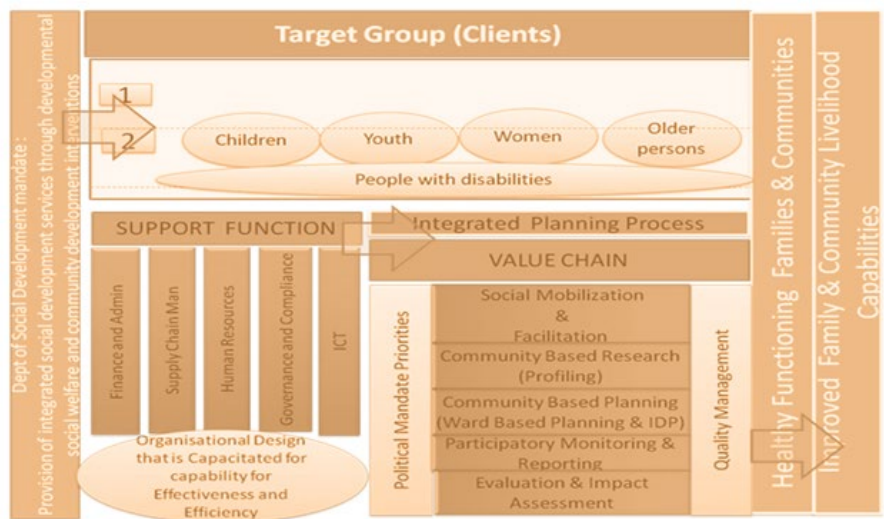 Dept of Social Development mandate :
Provision of integrated social development services through developmental
social welfare and community development interventions
Target Group (Clients)
1
2
Children
Youth
Women
Older
persons
People with disabilities
SUPPORT FUNCTION
Finance and Admin
Supply Chain Man
Human Resources
Governance and Compliance
ICT
Organisational Design
that is Capacitated for
capability for
Effectiveness and
Efficiency
Integrated Planning Process
VALUE CHAIN
Political Mandate Priorities
Social Mobilization
&
Facilitation
Community Based Research
(Profiling)
Community Based Planning
(Ward Based Planning & IDP)
Participatory Monitoring &
Reporting
Evaluation & Impact
Assessment
Quality Management
Healthy Functioning Families & Communities
Improved Family & Community Livelihood
Capabilities